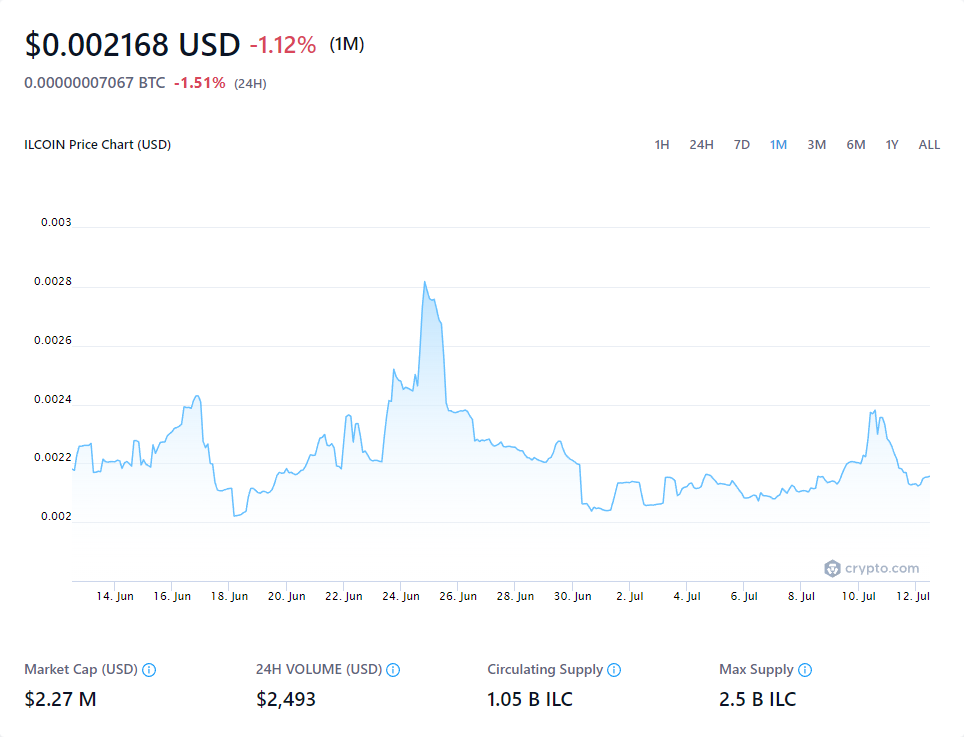 $0.002168 USD -1.12% (1M)
0.00000007067 BTC -1.51% (24H)
ILCOIN Price Chart (USD) 1H 24H 7D 1M 3M 6M 1Y ALL
0.003
0.0028
0.0026
0.0024
0.0022
0.002
crypto.com
14. Jun 16. Jun 18. Jun 20. Jun 22. Jun 24. Jun 26. Jun 28. Jun 30. Jun 2. Jul 4. Jul 6. Jul 8. Jul 10. Jul 12. Jul
Market Cap (USD) 24H VOLUME (USD) Circulating Supply Max Supply
$2.27 M $2,493 1.05 B ILC 2.5 B ILC